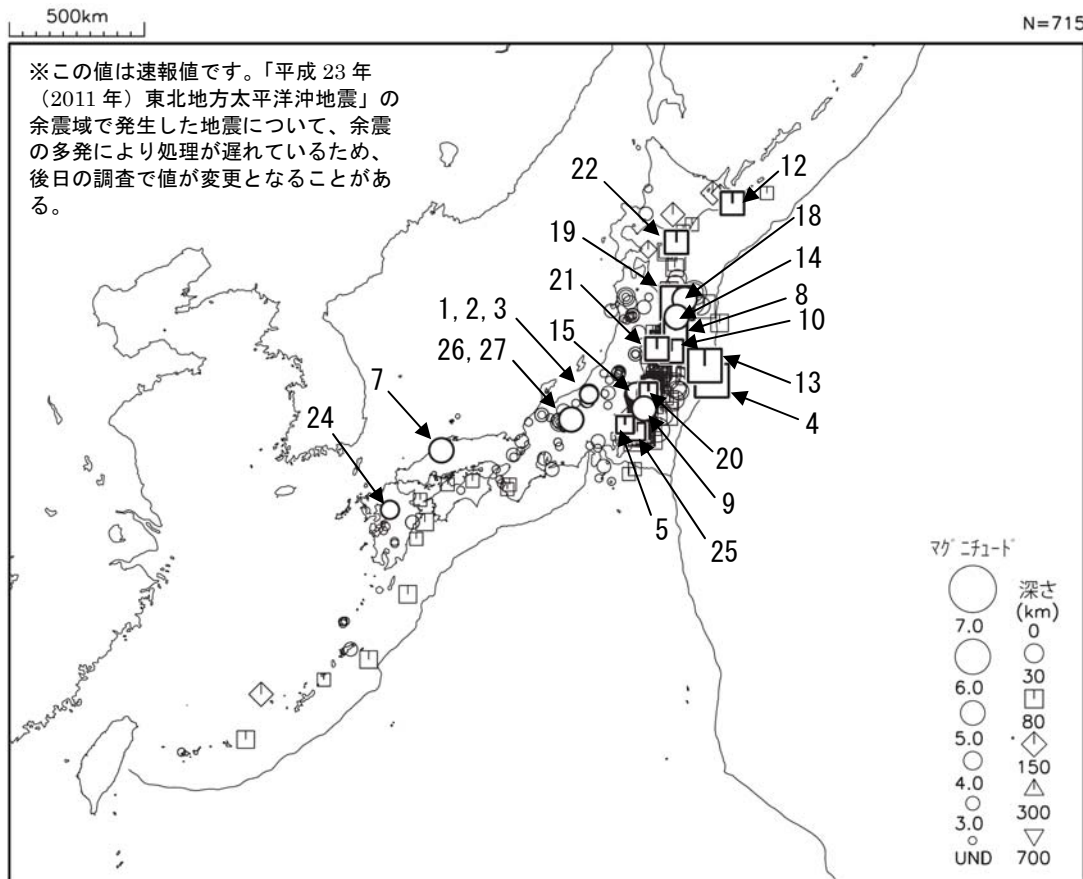 500km
N=715
※この値は速報値です。「平成 23 年
（2011 年）東北地方太平洋沖地震」の
余震域で発生した地震について、余震
の多発により処理が遅れているため、
後日の調査で値が変更となることがあ
る。
22
12
18
19
14
21
8
1, 2, 3
15
10
26, 27
7
13
4
24
20
9
5
25
ﾏｸﾞﾆﾁｭｰﾄﾞ
深さ
(km)
7.0
0
6.0
30
5.0
80
4.0
150
3.0
300
UND
700